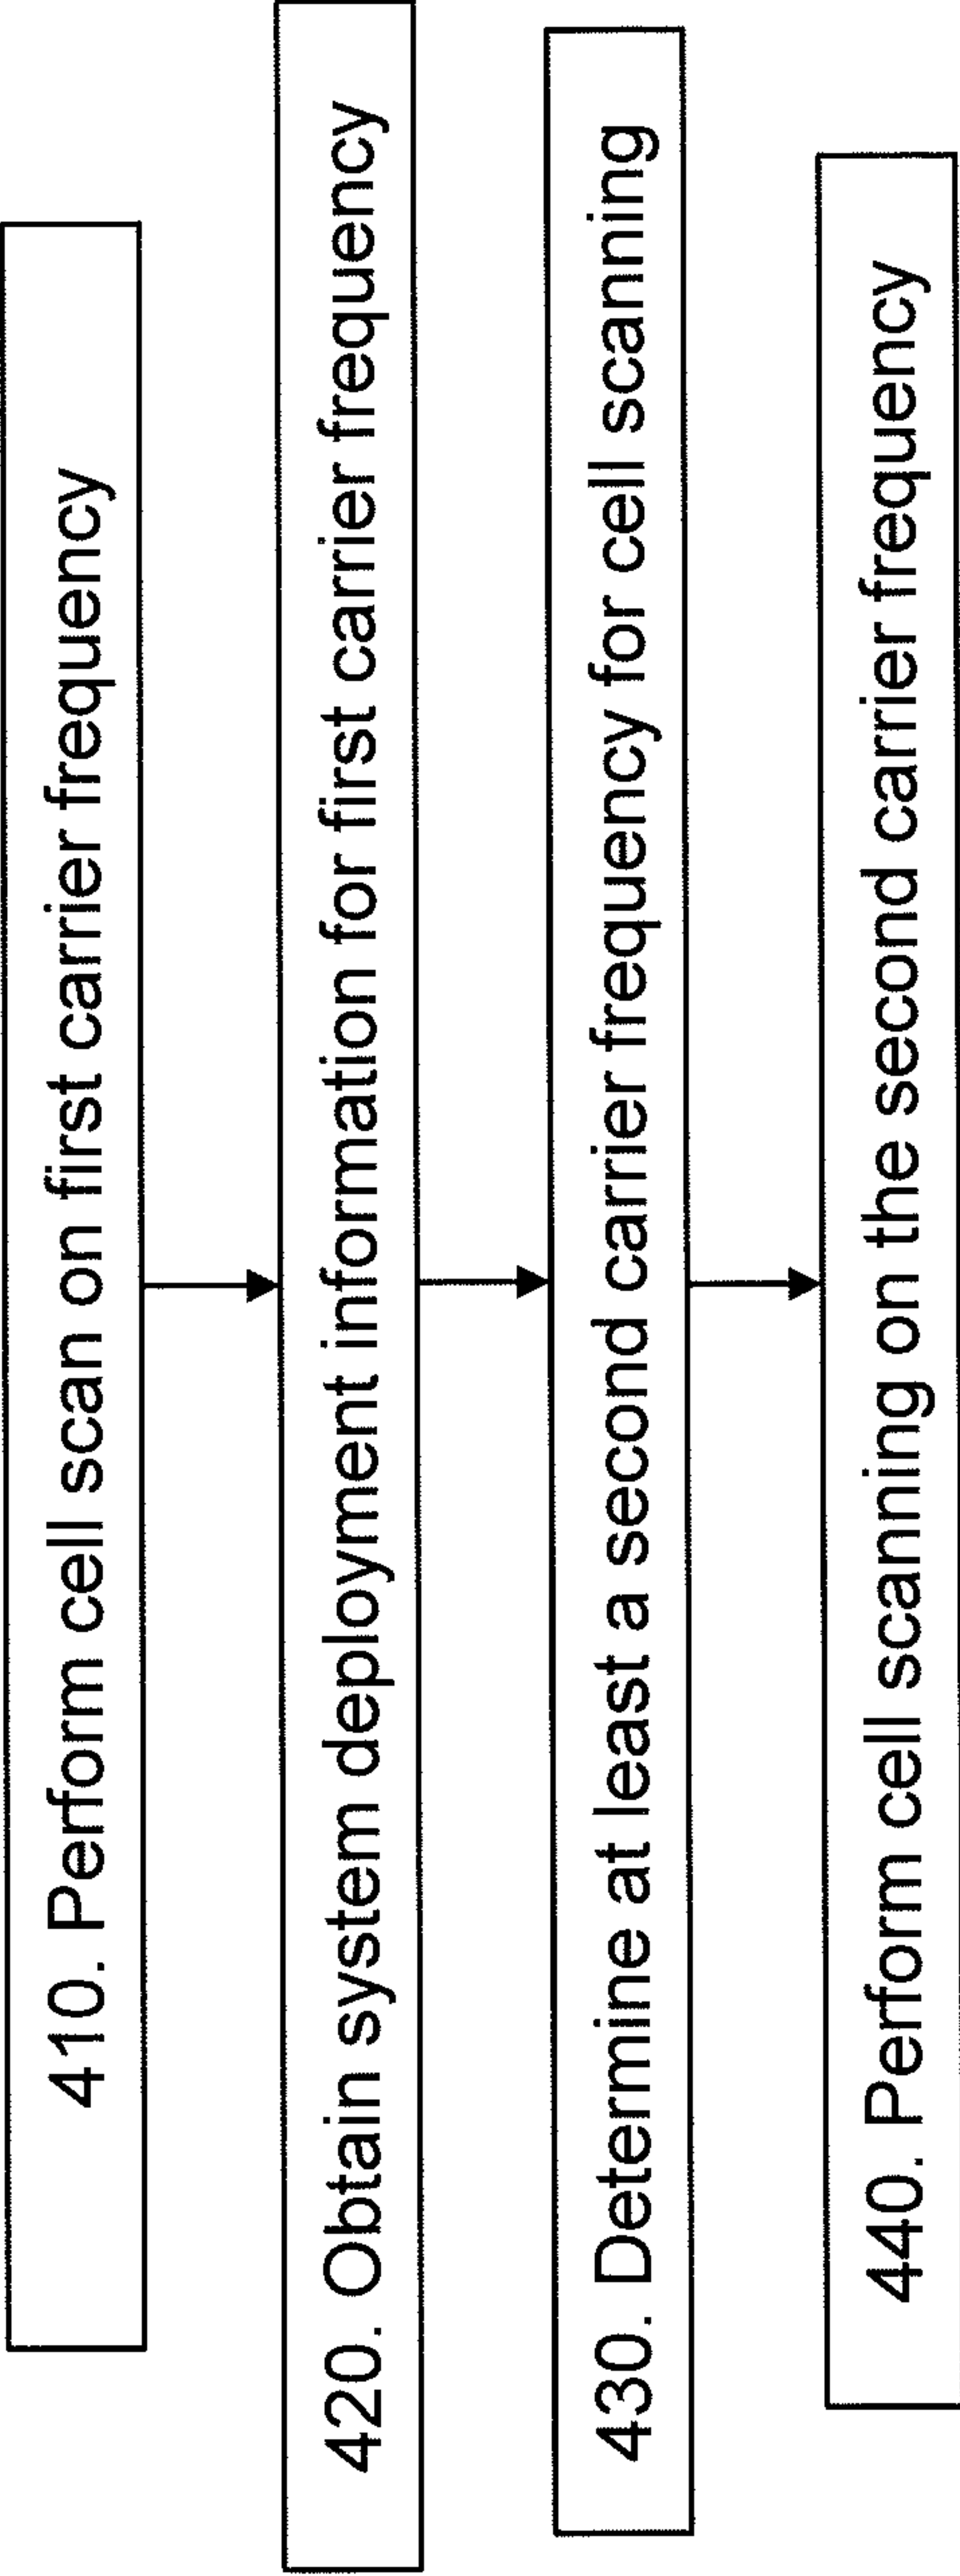 410. Perform cell scan on first carrier frequency
420. Obtain system deployment information for first carrier frequency
430. Determine at least a second carrier frequency for cell scanning
440. Perform cell scanning on the second carrier frequency